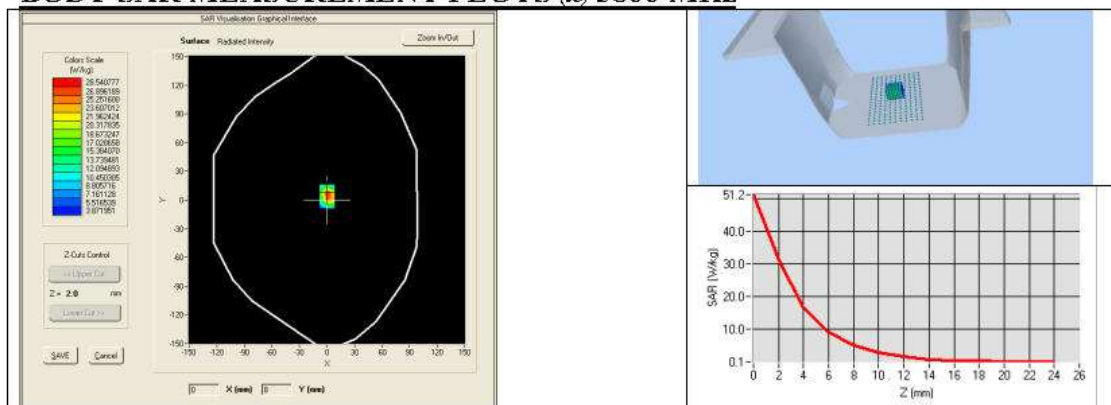 SAR Visualisation Graphical Interface
Surface Radiated Intensity
Zoom In/Out
Colors Scale
(W/kg)
28.540777
26.896189
25.251600
23.607012
21.962424
20.317835
18.673247
17.028658
15.384070
13.739481
12.094893
10.450305
8.805716
7.161128
5.516539
3.871951
150
120
90
60
30
0
-30
-60
-90
-120
-150
Y
-150 -120 -90 -60 -30 0 30 60 90 120 150
X
Z-Cuts Control
<< Upper Cut
Z = 2.0 mm
Lower Cut >>
SAVE Cancel
0 X (mm) 0 Y (mm)
51.2
40.0
30.0
20.0
10.0
0.1
SAR (W/kg)
0 2 4 6 8 10 12 14 16 18 20 22 24 26
Z (mm)